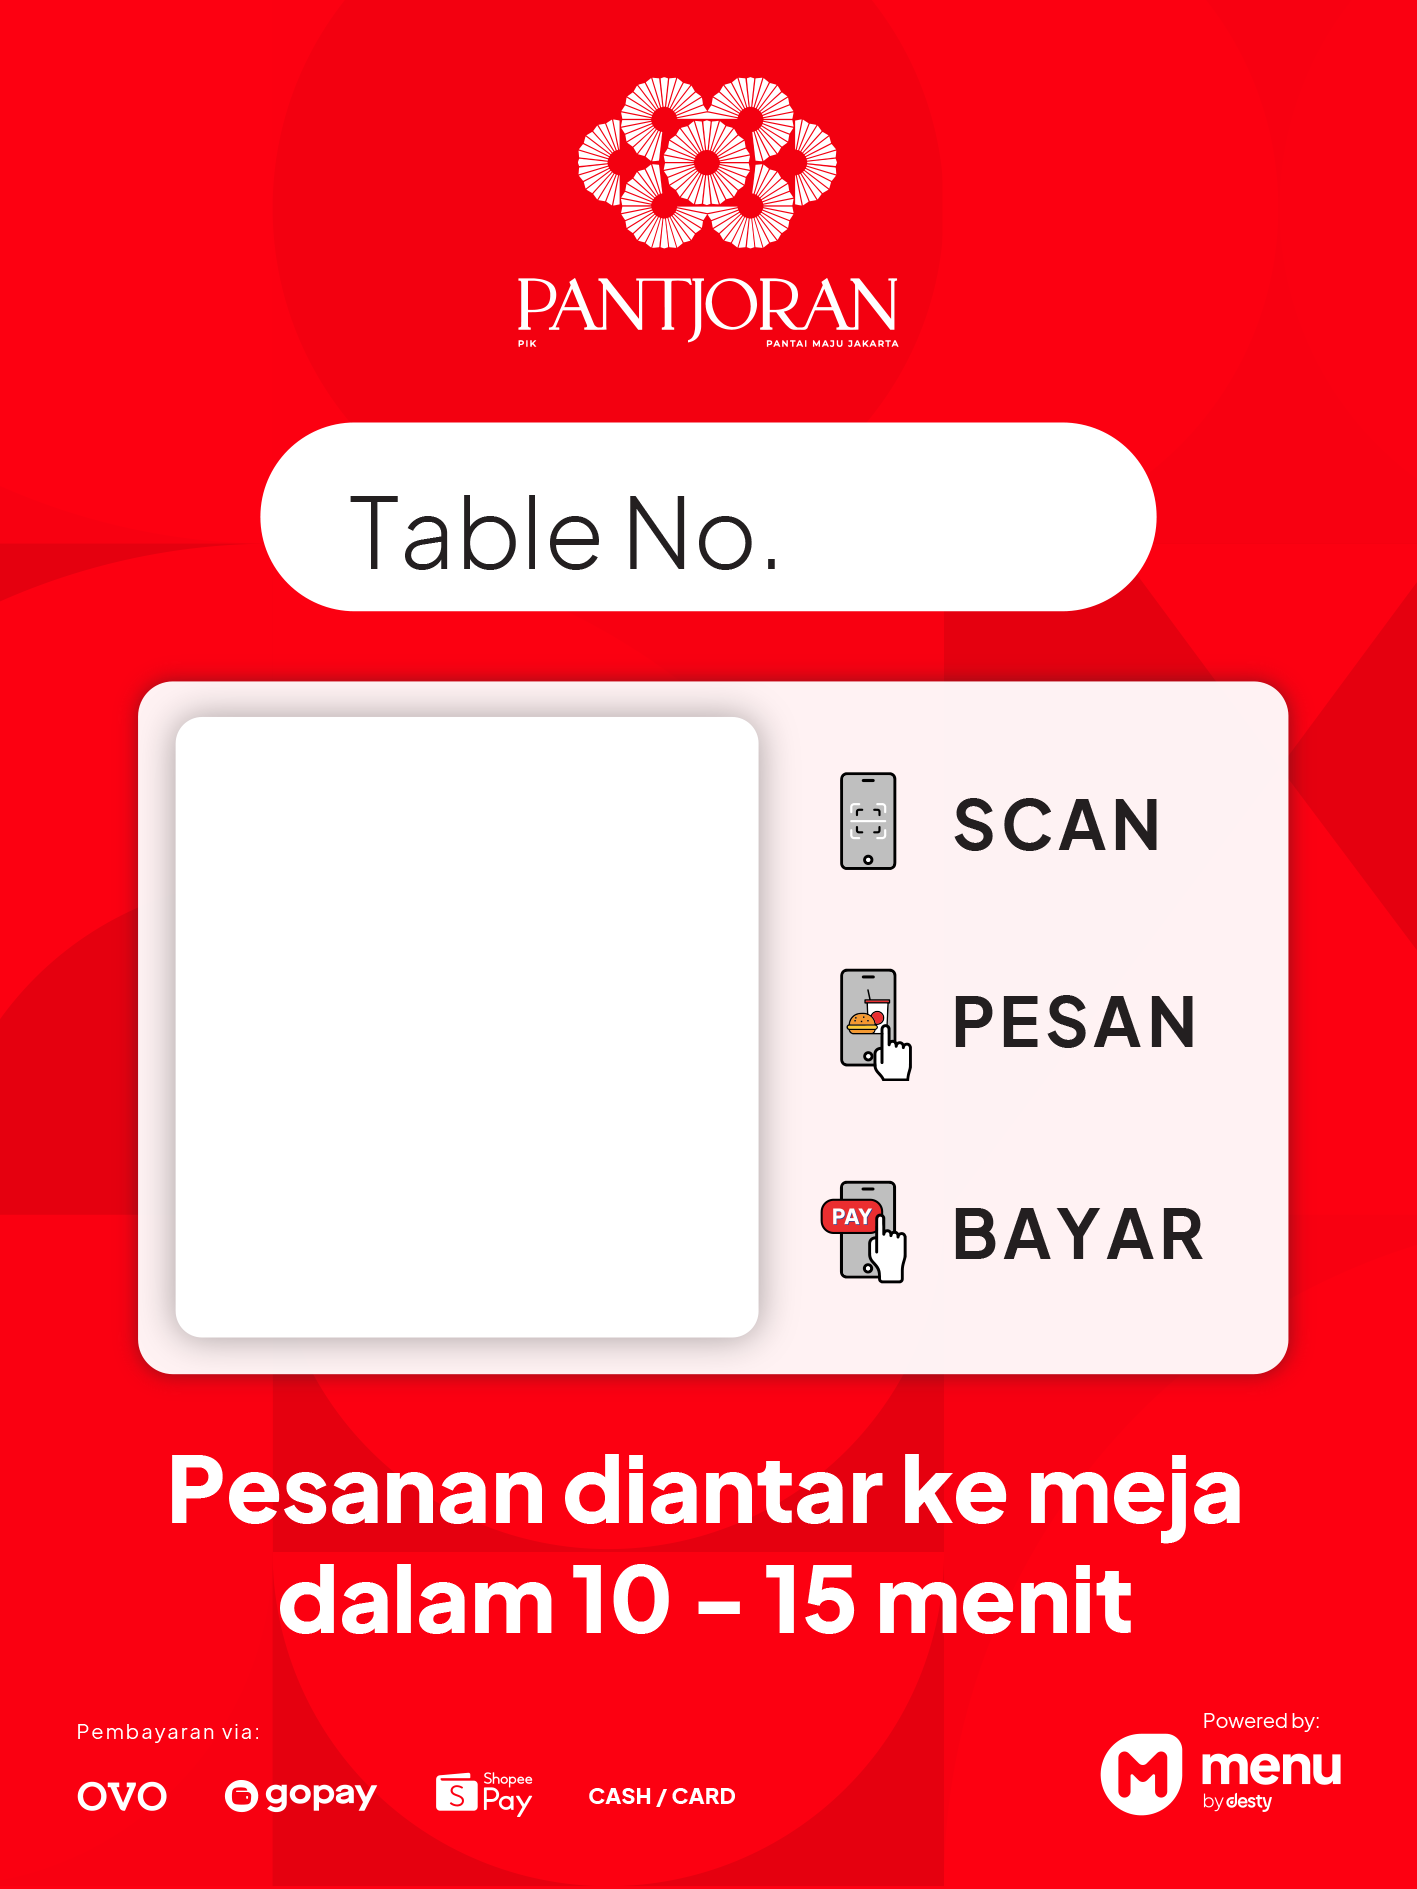 PANTJORAN
PIK
PANTAI MAJU JAKARTA
Table No.
SCAN
PESAN
PAY
BAYAR
Pesanan diantar ke meja
dalam 10 – 15 menit
Pembayaran via:
OVO
gopay
S
Shopee
Pay
CASH / CARD
Powered by:
menu
by desty